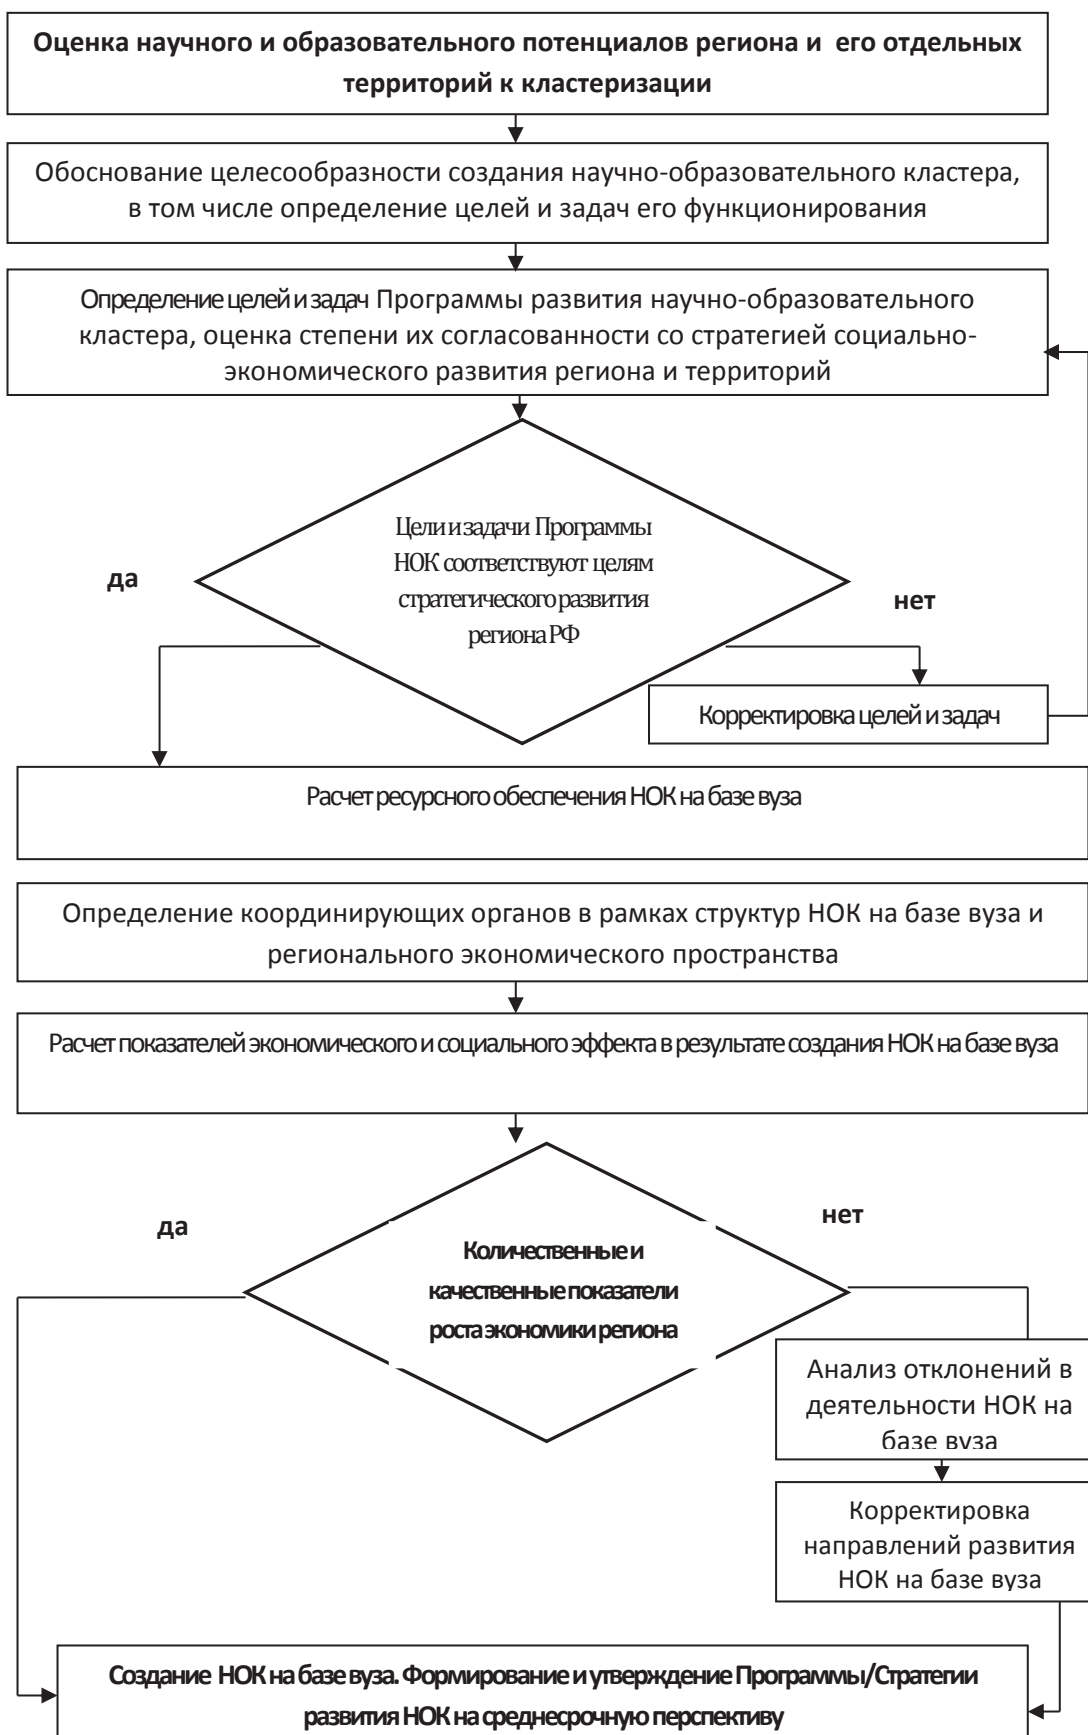 Оценка научного и образовательного потенциалов региона и его отдельных
территорий к кластеризации
Обоснование целесообразности создания научно-образовательного кластера,
в том числе определение целей и задач его функционирования
Определение целей и задач Программы развития научно-образовательного
кластера, оценка степени их согласованности со стратегией социально-
экономического развития региона и территорий
Цели и задачи Программы
НОК соответствуют целям
стратегического развития
региона РФ
да
нет
Корректировка целей и задач
Расчет ресурсного обеспечения НОК на базе вуза
Определение координирующих органов в рамках структур НОК на базе вуза и
регионального экономического пространства
Расчет показателей экономического и социального эффекта в результате создания НОК на базе вуза
да
нет
Количественные и
качественные показатели
роста экономики региона
Анализ отклонений в
деятельности НОК на
базе вуза
Корректировка
направлений развития
НОК на базе вуза
Создание НОК на базе вуза. Формирование и утверждение Программы/Стратегии
развития НОК на среднесрочную перспективу